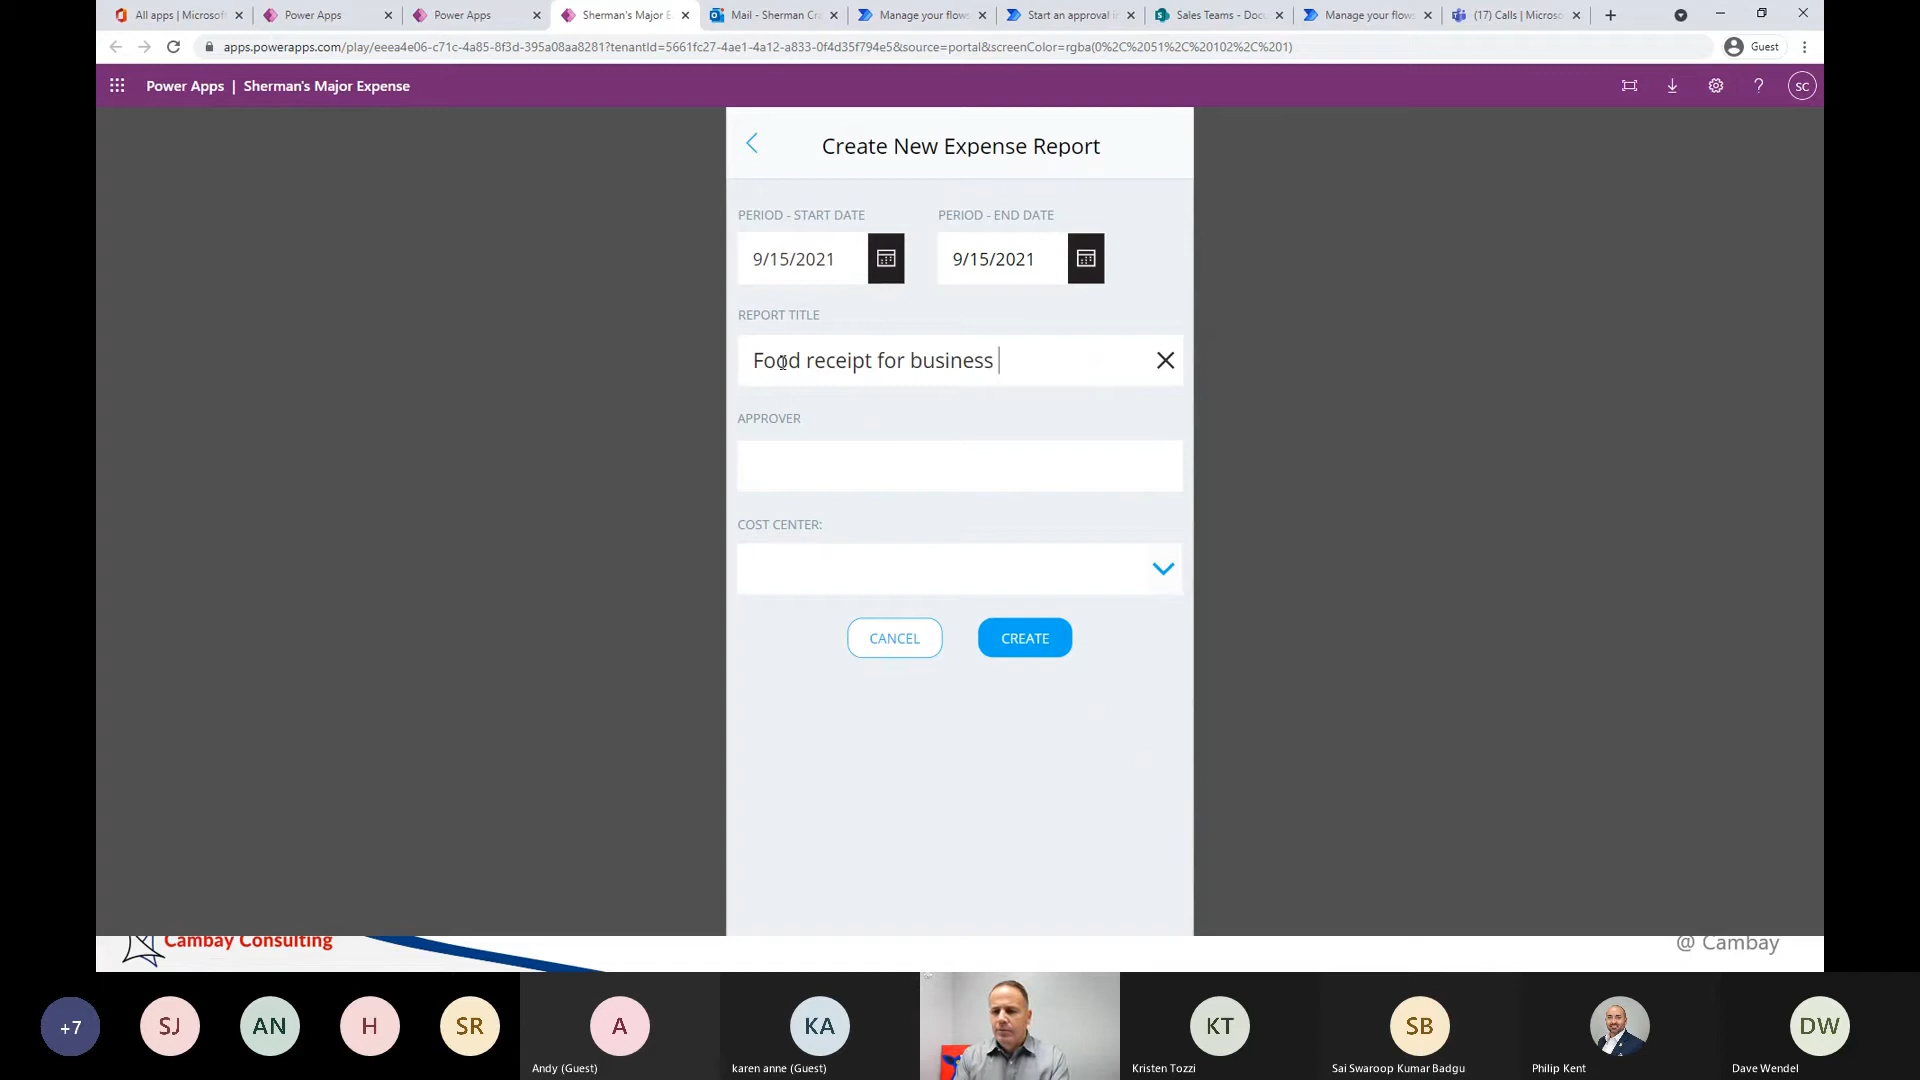 All apps | Microsoft
Power Apps
Power Apps
Sherman's Major E
Mail - Sherman Cra
Manage your flows
Start an approval i
Sales Teams - Docu
Manage your flows
(17) Calls | Microso
apps.powerapps.com/play/eeea4e06-c71c-4a85-8f3d-395a08aa8281?tenantId=5661fc27-4ae1-4a12-a833-0f4d35f794e5&source=portal&screenColor=rgba(0%2C%2051%2C%20102%2C%201)
Guest
Power Apps | Sherman's Major Expense
? SC
Create New Expense Report
PERIOD - START DATE
PERIOD - END DATE
9/15/2021
9/15/2021
REPORT TITLE
Food receipt for business
APPROVER
COST CENTER:
CANCEL
CREATE
Cambay Consulting
@ Cambay
+7
SJ
AN
H
SR
A
KA
KT
SB
DW
Andy (Guest)
karen anne (Guest)
Kristen Tozzi
Sai Swaroop Kumar Badgu
Philip Kent
Dave Wendel